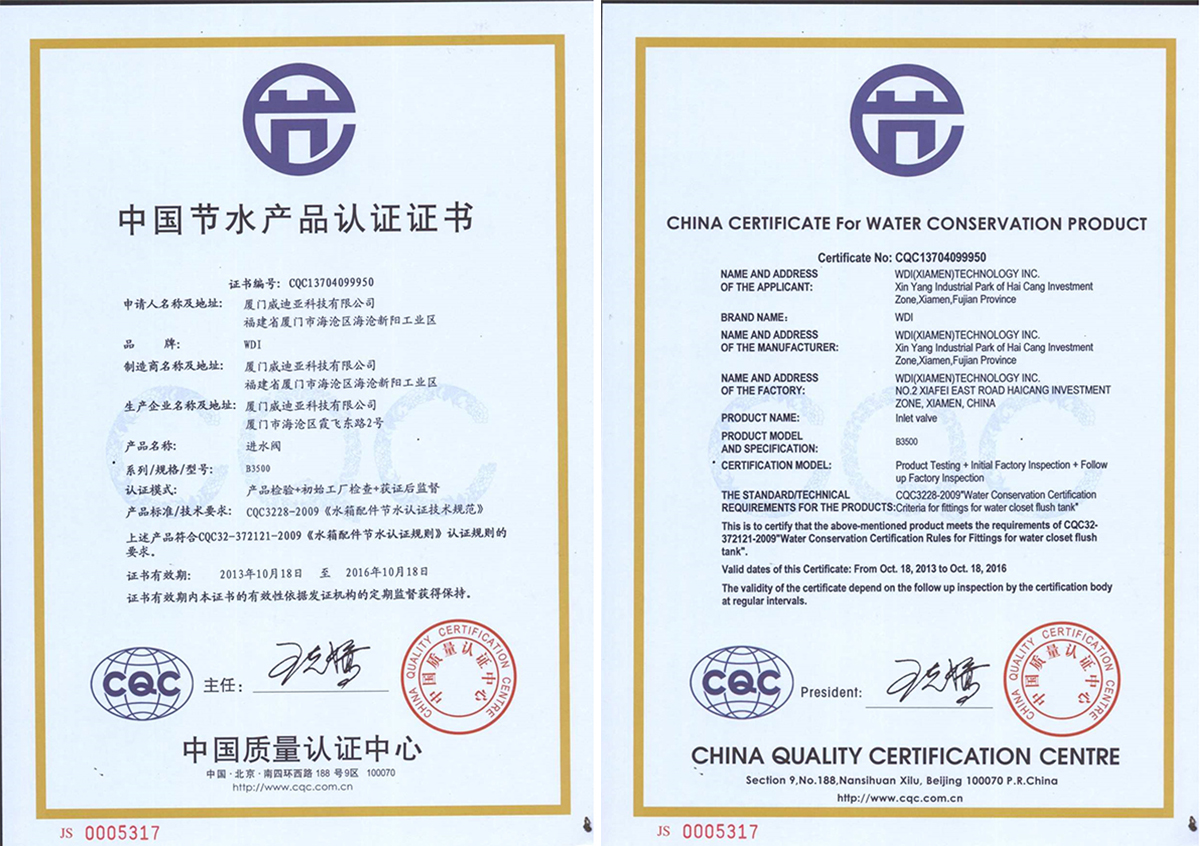 中国节水产品认证证书
证书编号: CQC13704099950
申请人名称及地址: 厦门威迪亚科技有限公司
福建省厦门市海沧区海沧新阳工业区
品 牌: WDI
制造商名称及地址: 厦门威迪亚科技有限公司
福建省厦门市海沧区海沧新阳工业区
生产企业名称及地址: 厦门威迪亚科技有限公司
厦门市海沧区霞飞东路2号
产品名称: 进水阀
系列/规格/型号: B3500
认证模式: 产品检验+初始工厂检查+获证后监督
产品标准/技术要求: CQC3228-2009《水箱配件节水认证技术规范》
上述产品符合CQC32-372121-2009《水箱配件节水认证规则》认证规则的
要求。
证书有效期: 2013年10月18日 至 2016年10月18日
证书有效期内本证书的有效性依据发证机构的定期监督获得保持。
CQC
主任:
CHINA QUALITY CERTIFICATION CENTRE
中国质量认证中心
中国质量认证中心
中国·北京·南四环西路 188 号9区 100070
http://www.cqc.com.cn
JS 0005317
CHINA CERTIFICATE For WATER CONSERVATION PRODUCT
Certificate No: CQC13704099950
NAME AND ADDRESS WDI(XIAMEN)TECHNOLOGY INC.
OF THE APPLICANT: Xin Yang Industrial Park of Hai Cang Investment
Zone,Xiamen,Fujian Province
BRAND NAME: WDI
NAME AND ADDRESS WDI(XIAMEN)TECHNOLOGY INC.
OF THE MANUFACTURER: Xin Yang Industrial Park of Hai Cang Investment
Zone,Xiamen,Fujian Province
NAME AND ADDRESS WDI(XIAMEN)TECHNOLOGY INC.
OF THE FACTORY: NO.2 XIAFEI EAST ROAD HAICANG INVESTMENT
ZONE, XIAMEN, CHINA
PRODUCT NAME: Inlet valve
PRODUCT MODEL
AND SPECIFICATION: B3500
CERTIFICATION MODEL: Product Testing + Initial Factory Inspection + Follow
up Factory Inspection
THE STANDARD/TECHNICAL CQC3228-2009"Water Conservation Certification
REQUIREMENTS FOR THE PRODUCTS:Criteria for fittings for water closet flush tank"
This is to certify that the above-mentioned product meets the requirements of CQC32-
372121-2009"Water Conservation Certification Rules for Fittings for water closet flush
tank".
Valid dates of this Certificate: From Oct. 18, 2013 to Oct. 18, 2016
The validity of the certificate depend on the follow up inspection by the certification body
at regular intervals.
CQC
President:
CHINA QUALITY CERTIFICATION CENTRE
中国质量认证中心
CHINA QUALITY CERTIFICATION CENTRE
Section 9,No.188,Nansihuan Xilu, Beijing 100070 P.R.China
http://www.cqc.com.cn
JS 0005317